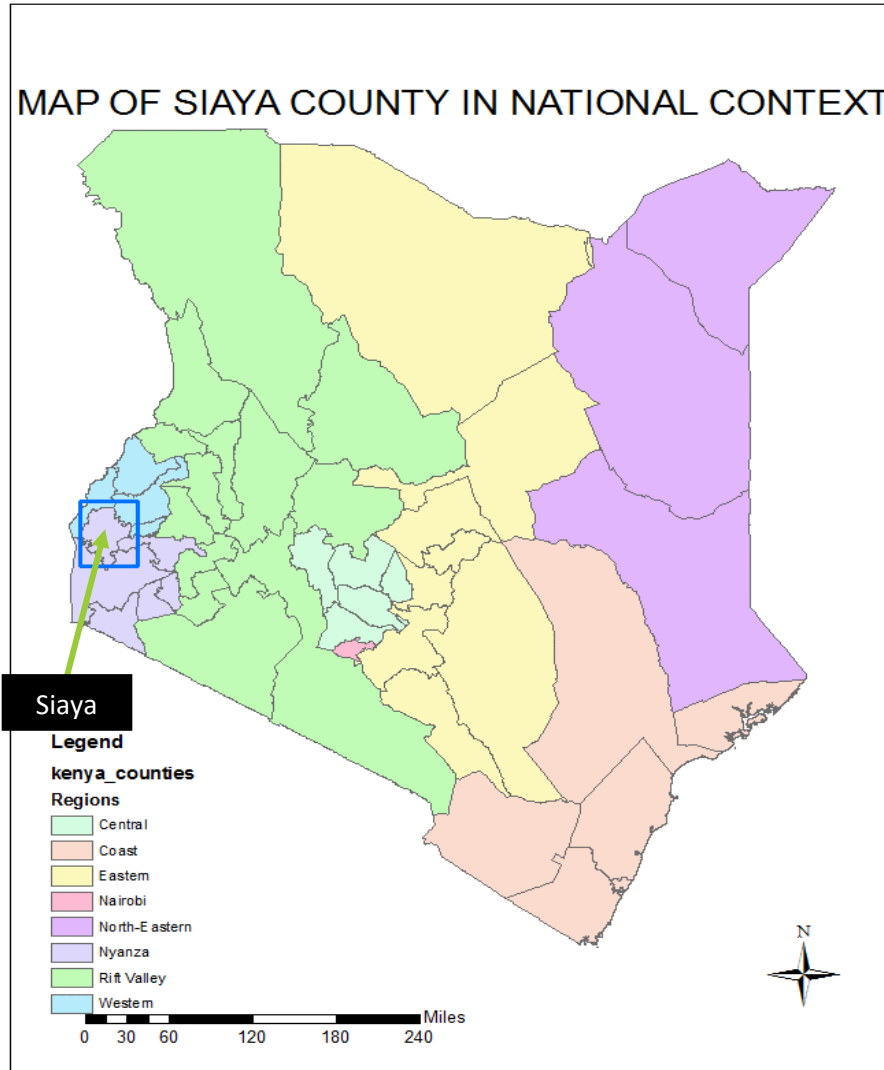 MAP OF SIAYA COUNTY IN NATIONAL CONTEXT
Siaya
Legend
kenya_counties
Regions
Central
Coast
Eastern
Nairobi
North-Eastern
Nyanza
Rift Valley
Western
N
Miles
0 30 60 120 180 240